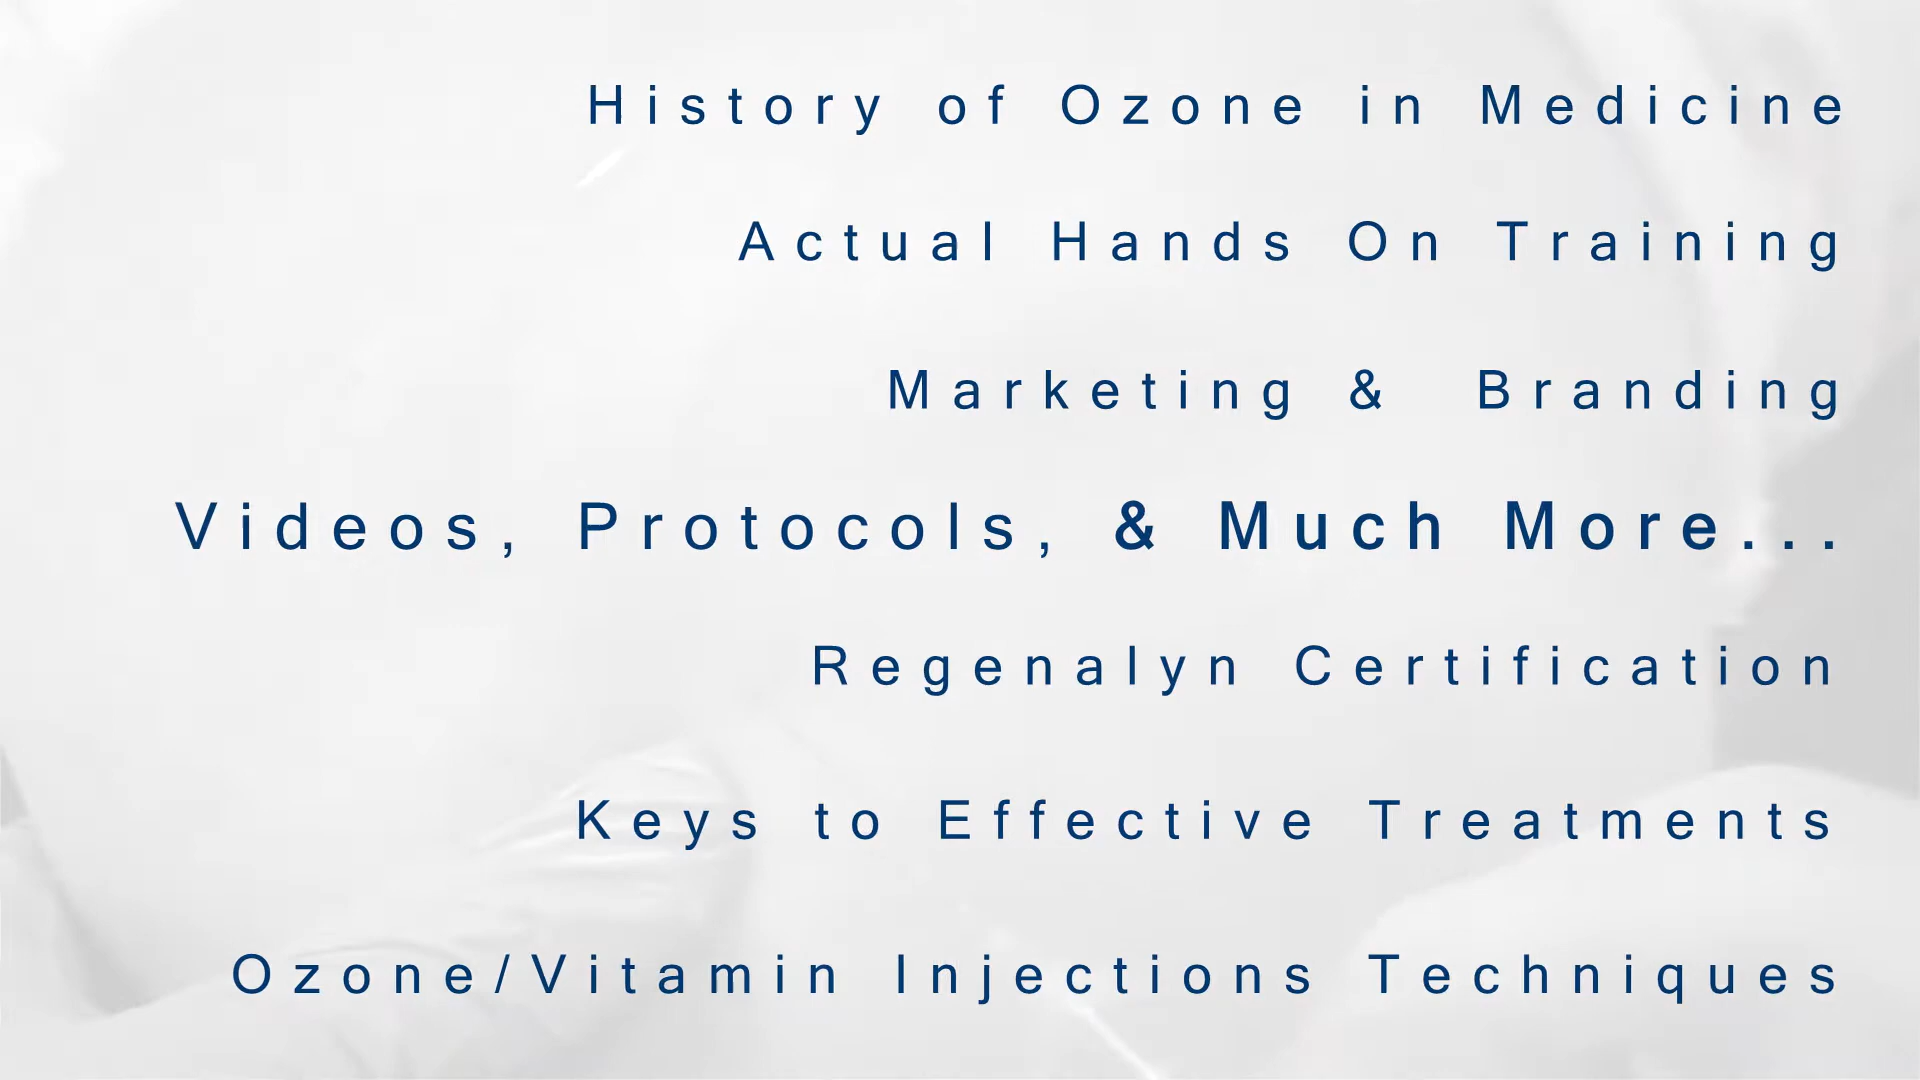 History of Ozone in Medicine
Actual Hands On Training
Marketing & Branding
Videos, Protocols, & Much More...
Regenalyn Certification
Keys to Effective Treatments
Ozone/Vitamin Injections Techniques